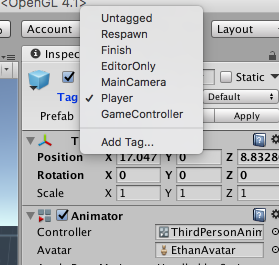 <OpenGL 4.1>
Account
Layout
Untagged
Respawn
Finish
EditorOnly
MainCamera
✓ Player
GameController
Add Tag...
Inspec
Static
Tag
Default
Prefab
Apply
T
Position X 17.047 Y 0 Z 8.8328
Rotation X 0 Y 0 Z 0
Scale X 1 Y 1 Z 1
Animator
Controller ThirdPersonAnim
Avatar EthanAvatar